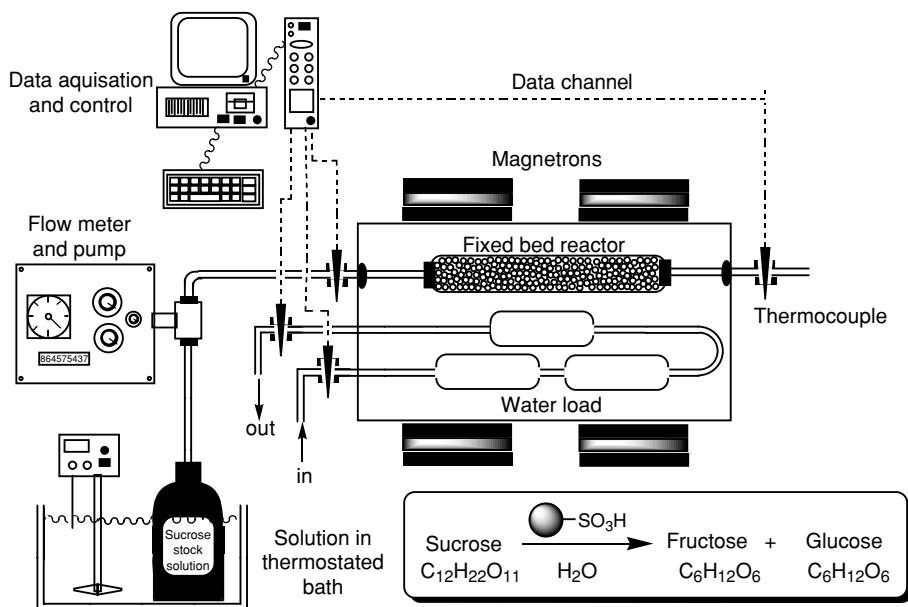 Data aquisation
and control
Data channel
Magnetrons
Flow meter
and pump
Fixed bed reactor
864575437
Thermocouple
Water load
out
in
Sucrose
stock
solution
Solution in
thermostated
bath
SO₃H
Sucrose Fructose + Glucose
C₁₂H₂₂O₁₁ H₂O C₆H₁₂O₆ C₆H₁₂O₆